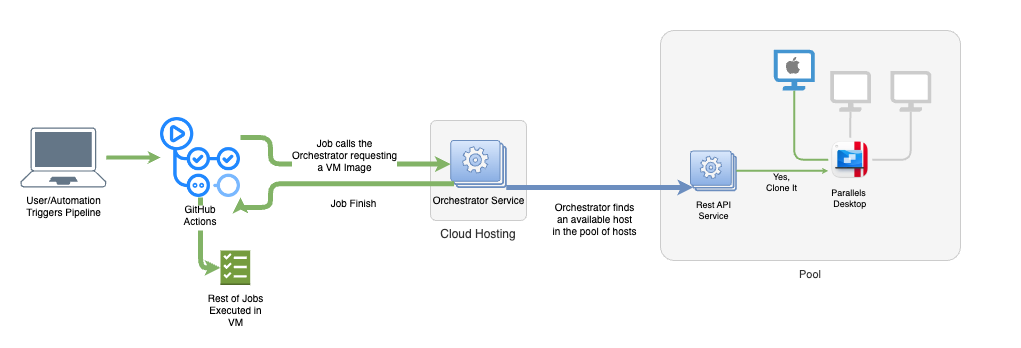 User/Automation
Triggers Pipeline
GitHub
Actions
Rest of Jobs
Executed in
VM
Job calls the
Orchestrator requesting
a VM Image
Job Finish
Orchestrator Service
Cloud Hosting
Orchestrator finds
an available host
in the pool of hosts
Rest API
Service
Yes,
Clone It
Parallels
Desktop
Pool